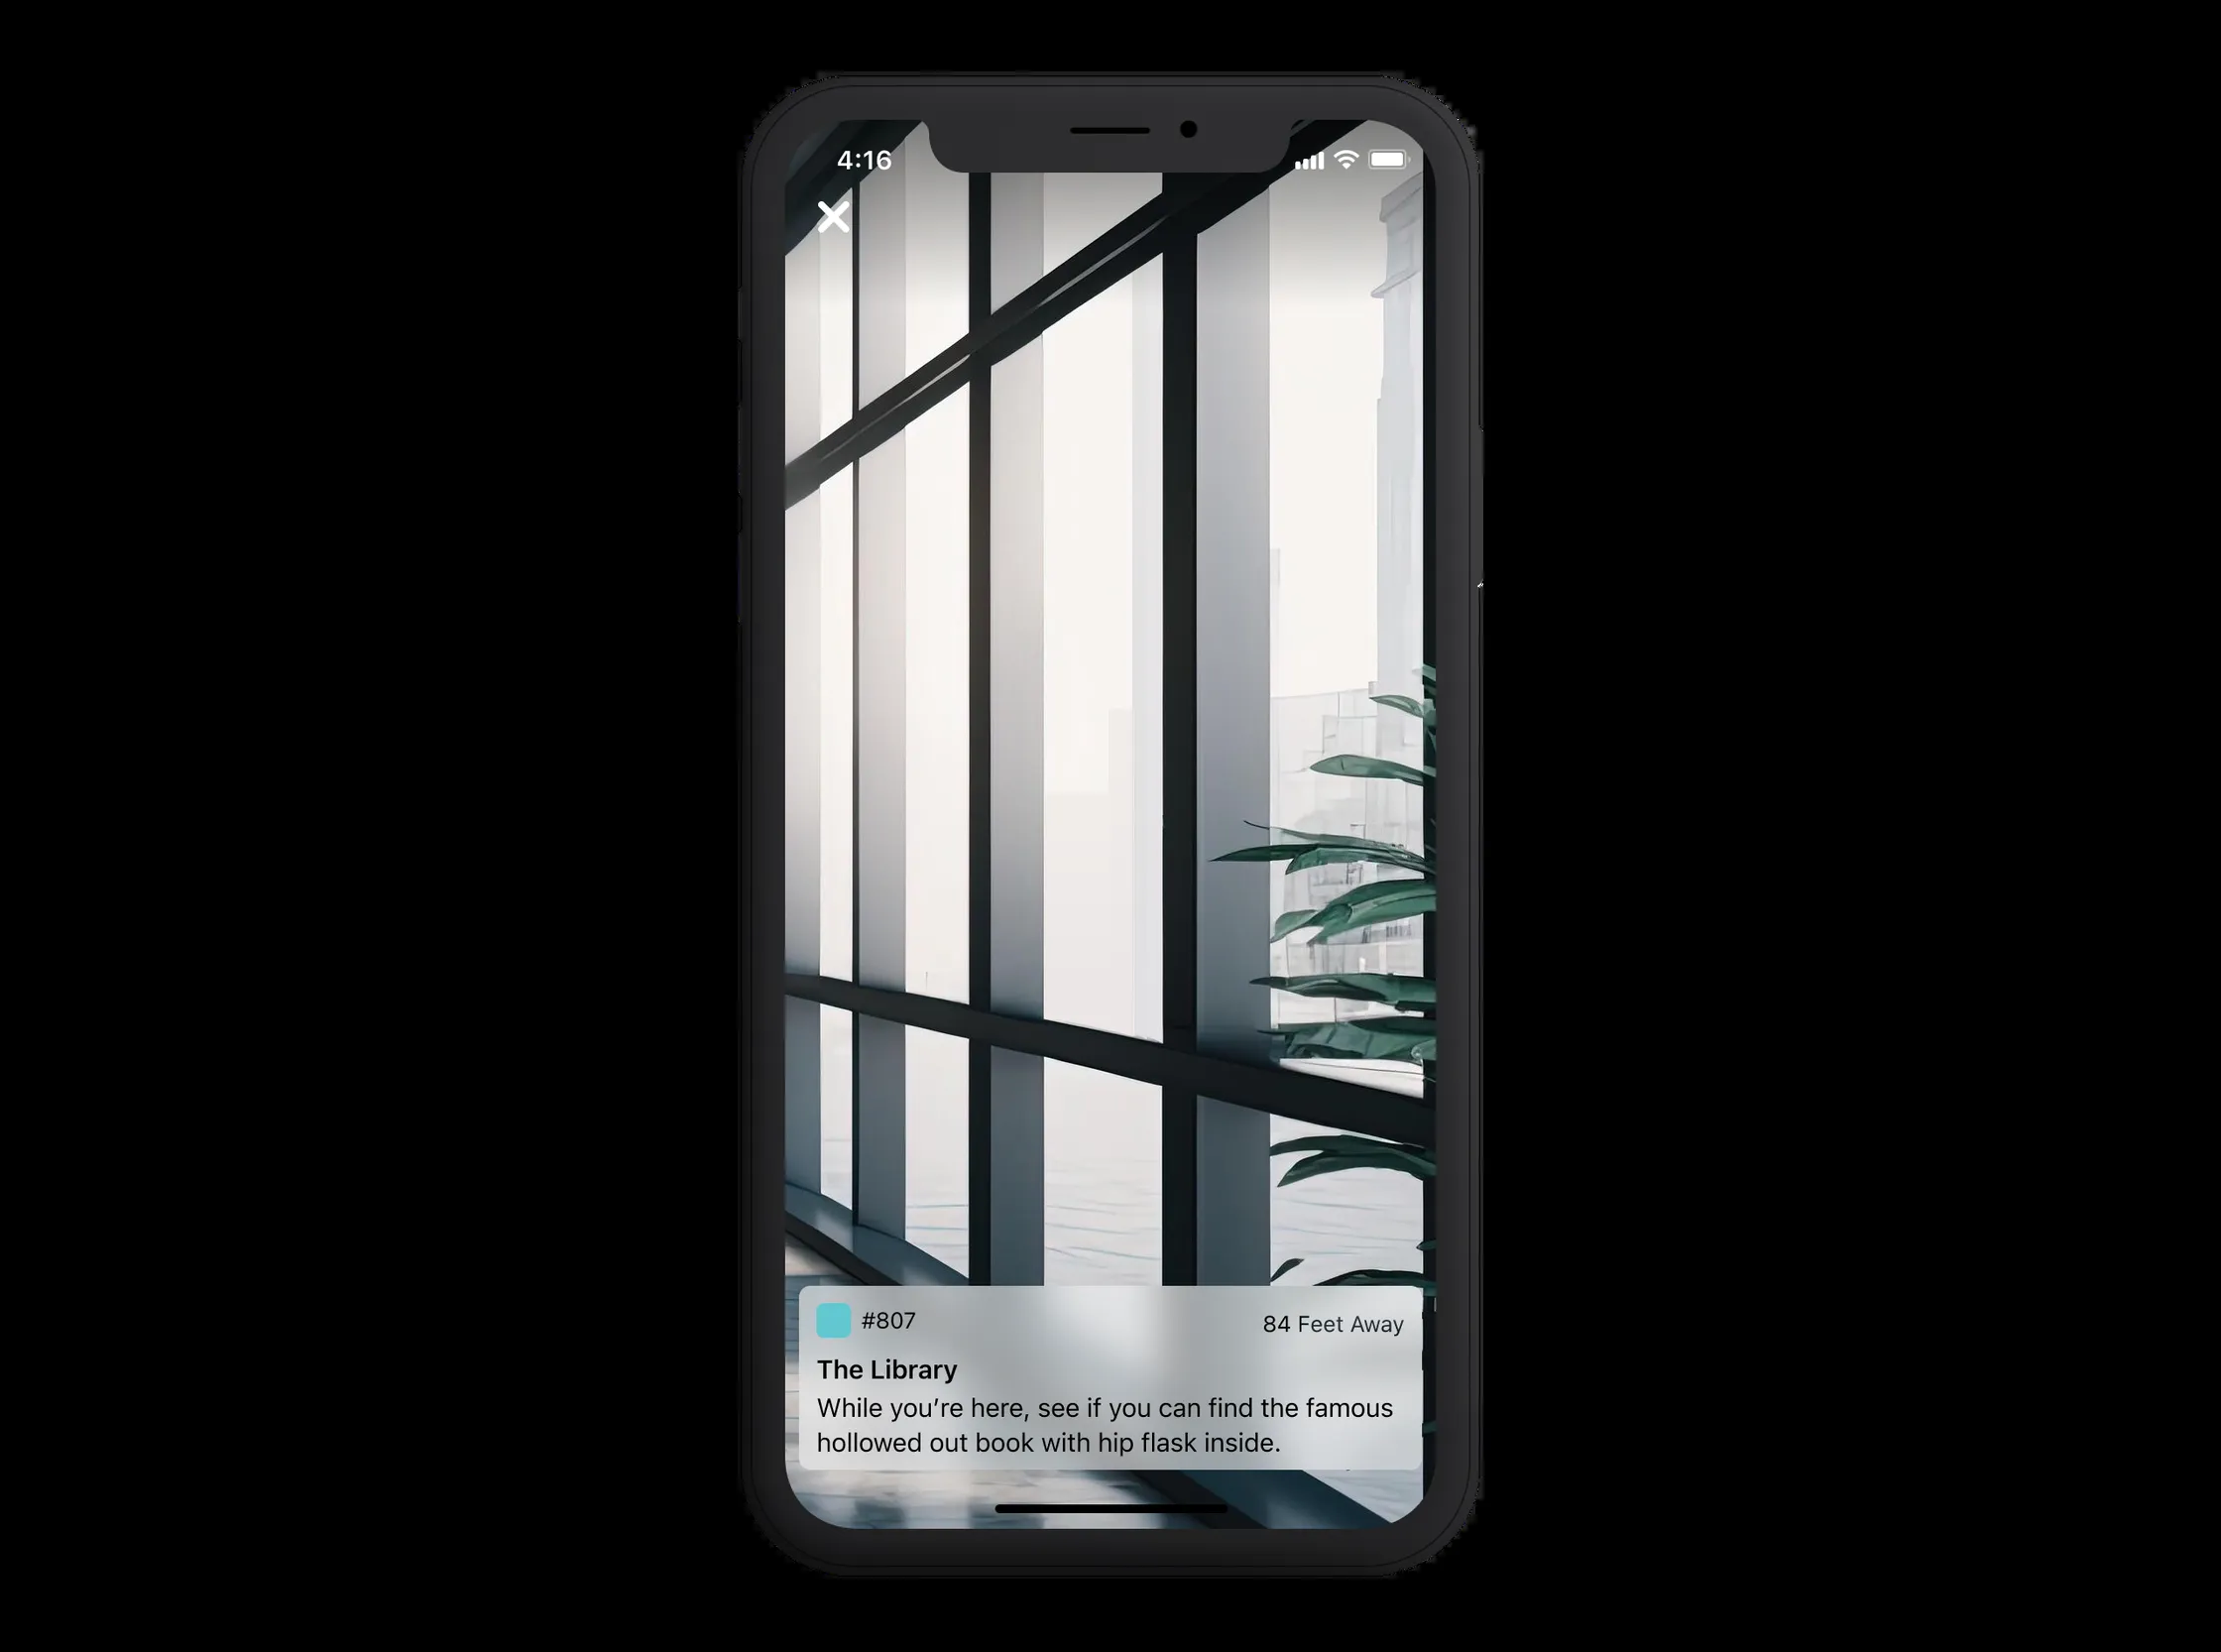 4:16
#807
84 Feet Away
The Library
While you’re here, see if you can find the famous
hollowed out book with hip flask inside.